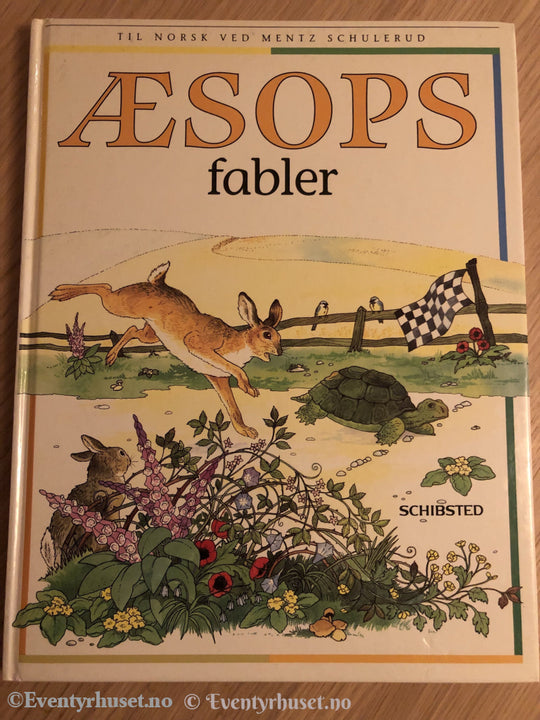 TIL NORSK VED MENTZ SCHULERUD
ÆSOPS
fabler
SCHIBSTED
©Eventyrhuset.no © Eventyrhuset.no